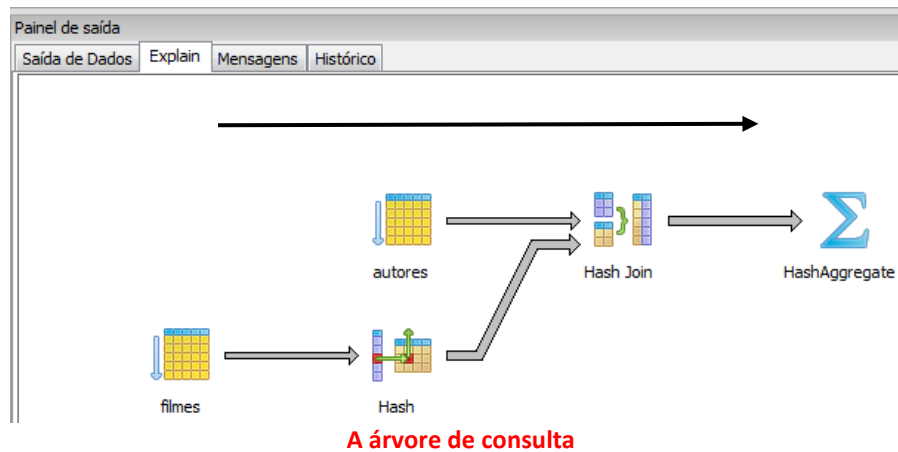 Painel de saída
Saída de Dados Explain Mensagens Histórico
autores Hash Join HashAggregate
filmes Hash
A árvore de consulta